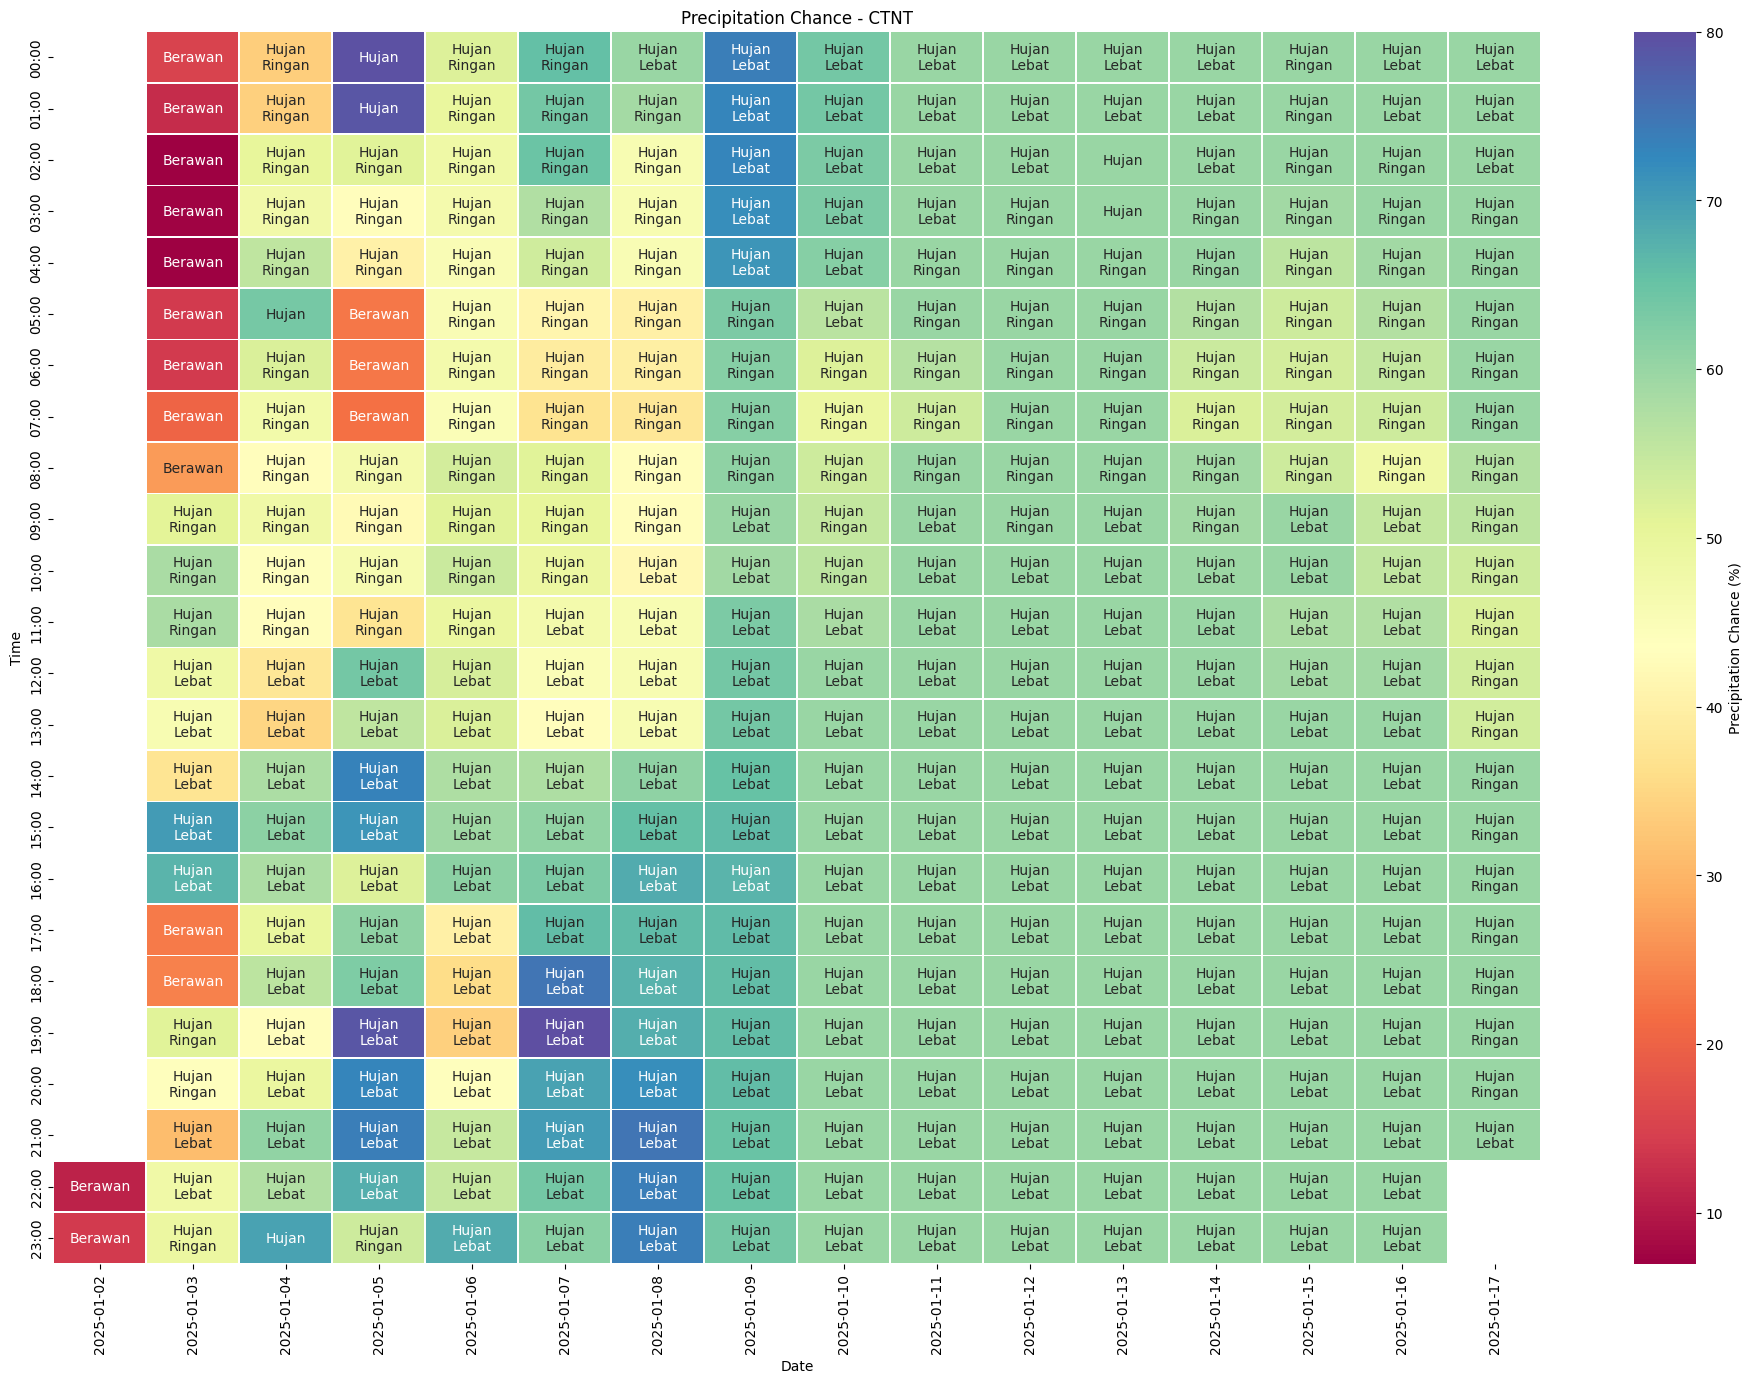 Precipitation Chance - CTNT
Time
00:00 Berawan Hujan Ringan Hujan Hujan Ringan Hujan Ringan Hujan Lebat Hujan Lebat Hujan Lebat Hujan Lebat Hujan Lebat Hujan Lebat Hujan Lebat Hujan Ringan Hujan Lebat Hujan Lebat
01:00 Berawan Hujan Ringan Hujan Hujan Ringan Hujan Ringan Hujan Ringan Hujan Lebat Hujan Lebat Hujan Lebat Hujan Lebat Hujan Lebat Hujan Lebat Hujan Ringan Hujan Lebat Hujan Lebat
02:00 Berawan Hujan Ringan Hujan Ringan Hujan Ringan Hujan Ringan Hujan Ringan Hujan Lebat Hujan Lebat Hujan Lebat Hujan Lebat Hujan Hujan Lebat Hujan Ringan Hujan Ringan Hujan Lebat
03:00 Berawan Hujan Ringan Hujan Ringan Hujan Ringan Hujan Ringan Hujan Ringan Hujan Lebat Hujan Lebat Hujan Lebat Hujan Ringan Hujan Hujan Ringan Hujan Ringan Hujan Ringan Hujan Ringan
04:00 Berawan Hujan Ringan Hujan Ringan Hujan Ringan Hujan Ringan Hujan Ringan Hujan Lebat Hujan Lebat Hujan Ringan Hujan Ringan Hujan Ringan Hujan Ringan Hujan Ringan Hujan Ringan Hujan Ringan
05:00 Berawan Hujan Berawan Hujan Ringan Hujan Ringan Hujan Ringan Hujan Ringan Hujan Lebat Hujan Ringan Hujan Ringan Hujan Ringan Hujan Ringan Hujan Ringan Hujan Ringan Hujan Ringan
06:00 Berawan Hujan Ringan Berawan Hujan Ringan Hujan Ringan Hujan Ringan Hujan Ringan Hujan Ringan Hujan Ringan Hujan Ringan Hujan Ringan Hujan Ringan Hujan Ringan Hujan Ringan Hujan Ringan
07:00 Berawan Hujan Ringan Berawan Hujan Ringan Hujan Ringan Hujan Ringan Hujan Ringan Hujan Ringan Hujan Ringan Hujan Ringan Hujan Ringan Hujan Ringan Hujan Ringan Hujan Ringan Hujan Ringan
08:00 Berawan Hujan Ringan Hujan Ringan Hujan Ringan Hujan Ringan Hujan Ringan Hujan Ringan Hujan Ringan Hujan Ringan Hujan Ringan Hujan Ringan Hujan Ringan Hujan Ringan Hujan Ringan Hujan Ringan
09:00 Hujan Ringan Hujan Ringan Hujan Ringan Hujan Ringan Hujan Ringan Hujan Ringan Hujan Lebat Hujan Ringan Hujan Lebat Hujan Ringan Hujan Lebat Hujan Ringan Hujan Lebat Hujan Lebat Hujan Ringan
10:00 Hujan Ringan Hujan Ringan Hujan Ringan Hujan Ringan Hujan Ringan Hujan Lebat Hujan Lebat Hujan Ringan Hujan Lebat Hujan Lebat Hujan Lebat Hujan Lebat Hujan Lebat Hujan Lebat Hujan Ringan
11:00 Hujan Ringan Hujan Ringan Hujan Ringan Hujan Ringan Hujan Lebat Hujan Lebat Hujan Lebat Hujan Lebat Hujan Lebat Hujan Lebat Hujan Lebat Hujan Lebat Hujan Lebat Hujan Lebat Hujan Ringan
12:00 Hujan Lebat Hujan Lebat Hujan Lebat Hujan Lebat Hujan Lebat Hujan Lebat Hujan Lebat Hujan Lebat Hujan Lebat Hujan Lebat Hujan Lebat Hujan Lebat Hujan Lebat Hujan Lebat Hujan Ringan
13:00 Hujan Lebat Hujan Lebat Hujan Lebat Hujan Lebat Hujan Lebat Hujan Lebat Hujan Lebat Hujan Lebat Hujan Lebat Hujan Lebat Hujan Lebat Hujan Lebat Hujan Lebat Hujan Lebat Hujan Ringan
14:00 Hujan Lebat Hujan Lebat Hujan Lebat Hujan Lebat Hujan Lebat Hujan Lebat Hujan Lebat Hujan Lebat Hujan Lebat Hujan Lebat Hujan Lebat Hujan Lebat Hujan Lebat Hujan Lebat Hujan Ringan
15:00 Hujan Lebat Hujan Lebat Hujan Lebat Hujan Lebat Hujan Lebat Hujan Lebat Hujan Lebat Hujan Lebat Hujan Lebat Hujan Lebat Hujan Lebat Hujan Lebat Hujan Lebat Hujan Lebat Hujan Ringan
16:00 Hujan Lebat Hujan Lebat Hujan Lebat Hujan Lebat Hujan Lebat Hujan Lebat Hujan Lebat Hujan Lebat Hujan Lebat Hujan Lebat Hujan Lebat Hujan Lebat Hujan Lebat Hujan Lebat Hujan Ringan
17:00 Berawan Hujan Lebat Hujan Lebat Hujan Lebat Hujan Lebat Hujan Lebat Hujan Lebat Hujan Lebat Hujan Lebat Hujan Lebat Hujan Lebat Hujan Lebat Hujan Lebat Hujan Lebat Hujan Ringan
18:00 Berawan Hujan Lebat Hujan Lebat Hujan Lebat Hujan Lebat Hujan Lebat Hujan Lebat Hujan Lebat Hujan Lebat Hujan Lebat Hujan Lebat Hujan Lebat Hujan Lebat Hujan Lebat Hujan Ringan
19:00 Hujan Ringan Hujan Lebat Hujan Lebat Hujan Lebat Hujan Lebat Hujan Lebat Hujan Lebat Hujan Lebat Hujan Lebat Hujan Lebat Hujan Lebat Hujan Lebat Hujan Lebat Hujan Lebat Hujan Ringan
20:00 Hujan Ringan Hujan Lebat Hujan Lebat Hujan Lebat Hujan Lebat Hujan Lebat Hujan Lebat Hujan Lebat Hujan Lebat Hujan Lebat Hujan Lebat Hujan Lebat Hujan Lebat Hujan Lebat Hujan Ringan
21:00 Hujan Lebat Hujan Lebat Hujan Lebat Hujan Lebat Hujan Lebat Hujan Lebat Hujan Lebat Hujan Lebat Hujan Lebat Hujan Lebat Hujan Lebat Hujan Lebat Hujan Lebat Hujan Lebat Hujan Lebat
22:00 Berawan Hujan Lebat Hujan Lebat Hujan Lebat Hujan Lebat Hujan Lebat Hujan Lebat Hujan Lebat Hujan Lebat Hujan Lebat Hujan Lebat Hujan Lebat Hujan Lebat Hujan Lebat Hujan Lebat
23:00 Berawan Hujan Ringan Hujan Hujan Ringan Hujan Lebat Hujan Lebat Hujan Lebat Hujan Lebat Hujan Lebat Hujan Lebat Hujan Lebat Hujan Lebat Hujan Lebat Hujan Lebat Hujan Lebat
2025-01-02 2025-01-03 2025-01-04 2025-01-05 2025-01-06 2025-01-07 2025-01-08 2025-01-09 2025-01-10 2025-01-11 2025-01-12 2025-01-13 2025-01-14 2025-01-15 2025-01-16 2025-01-17
Date
80
70
60
50
40
30
20
10
Precipitation Chance (%)